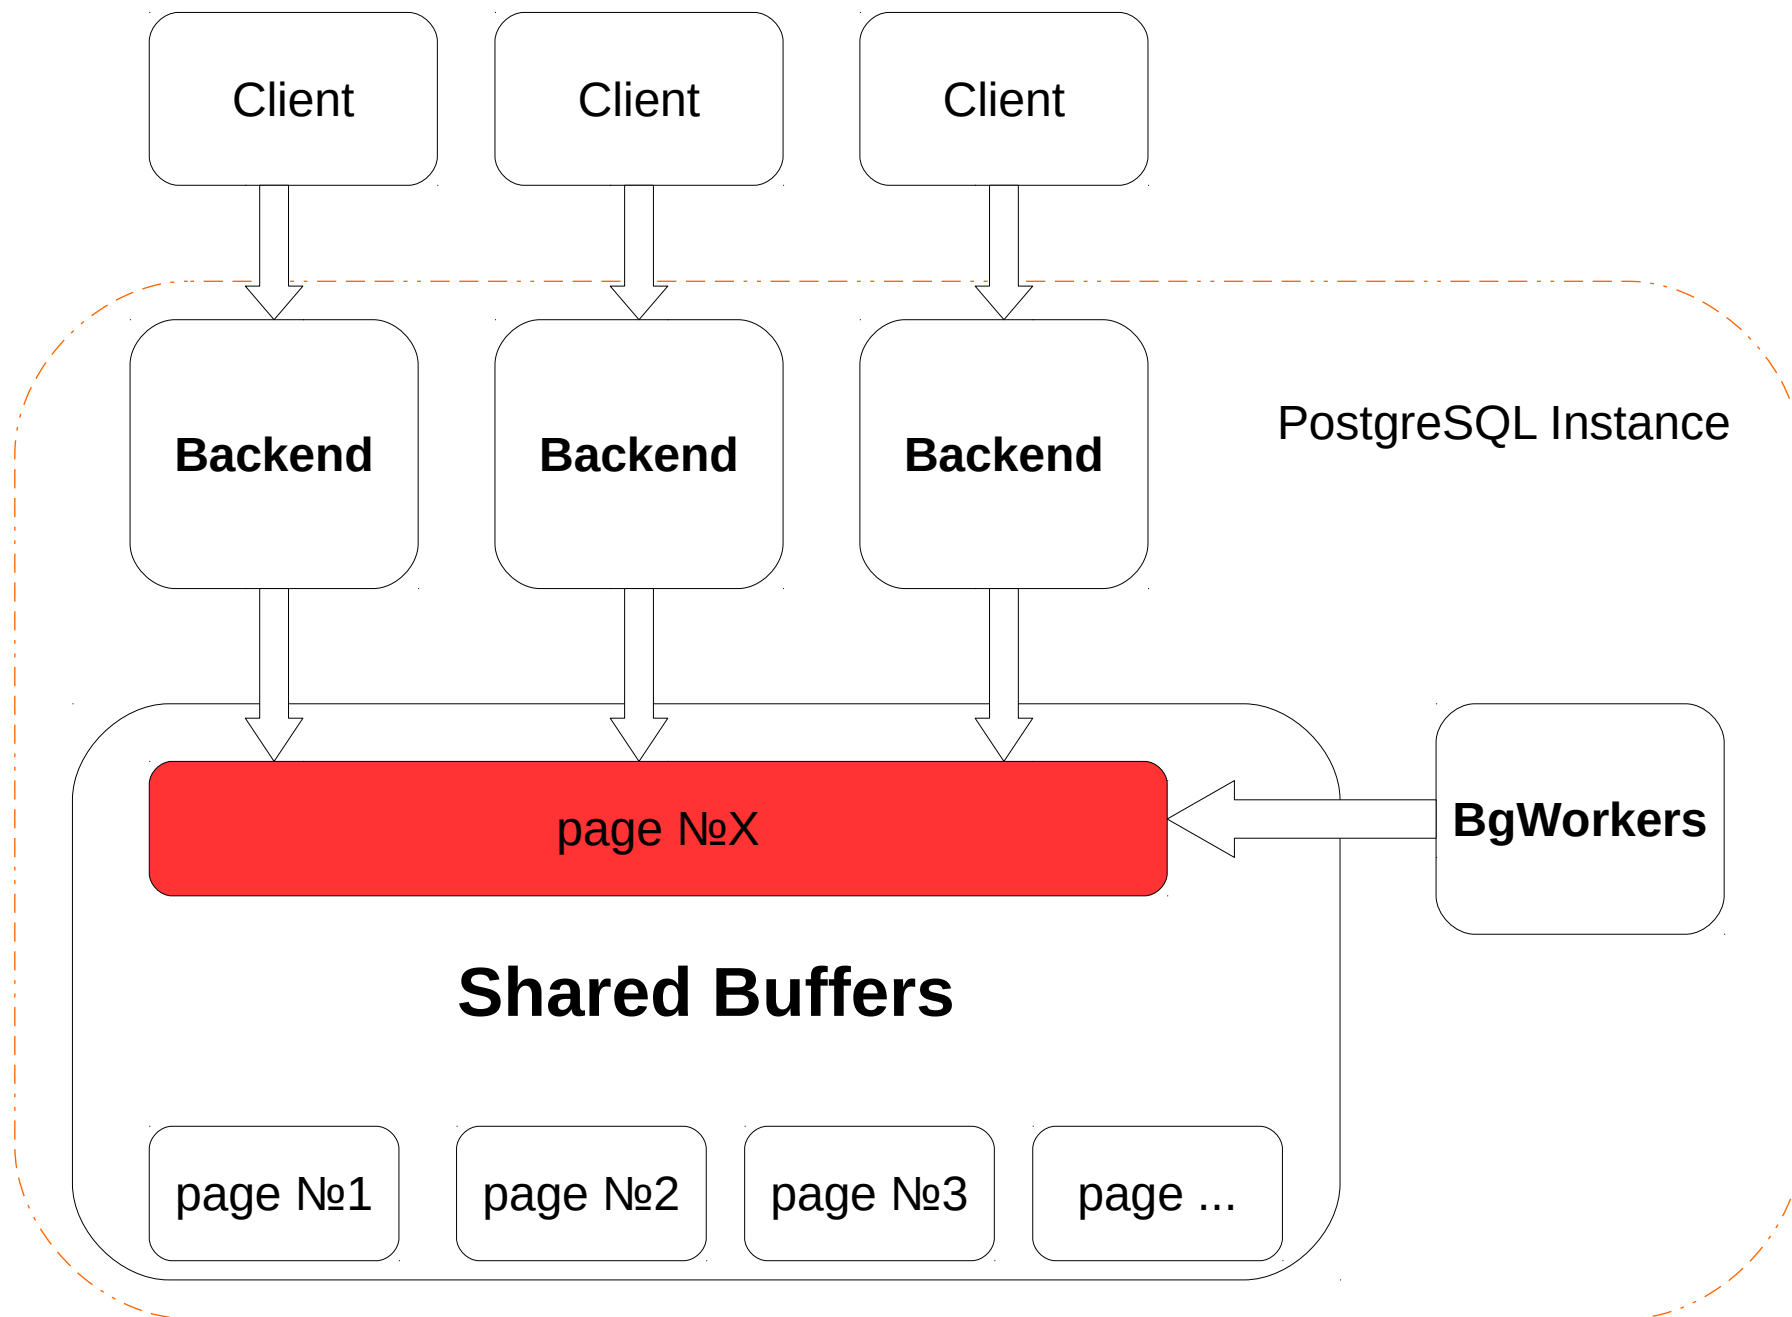 Client
Client
Client
Backend
Backend
Backend
PostgreSQL Instance
page №X
BgWorkers
Shared Buffers
page №1
page №2
page №3
page ...